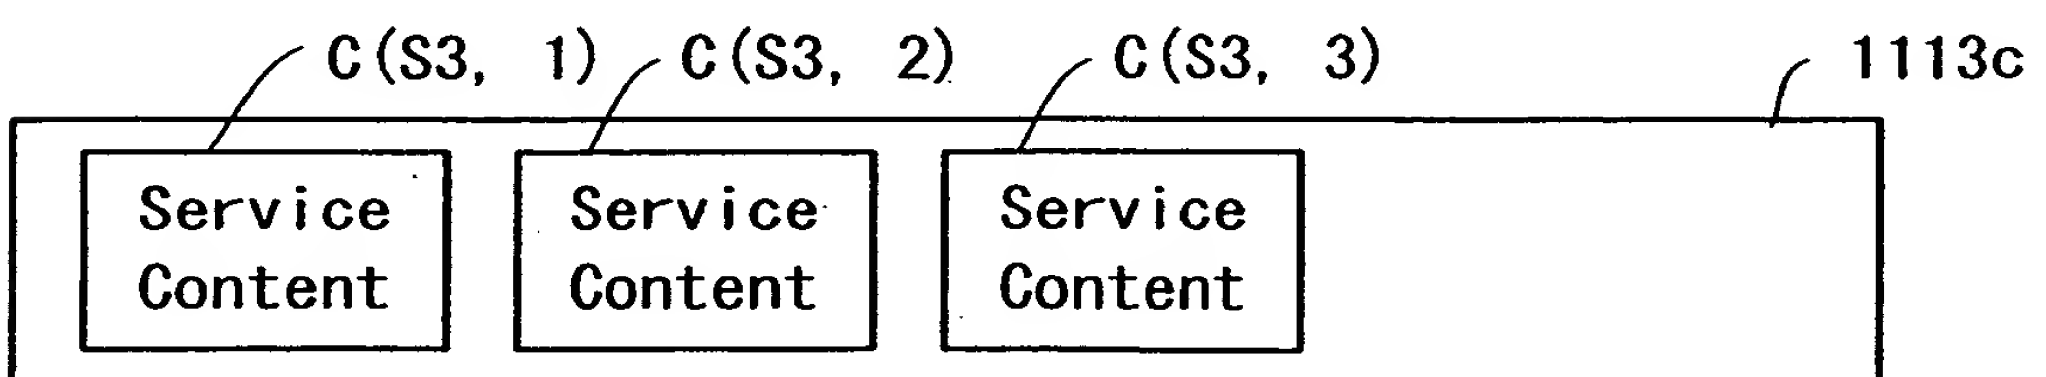 C(S3, 1) C(S3, 2) C(S3, 3) 1113c
Service Service Service
Content Content Content